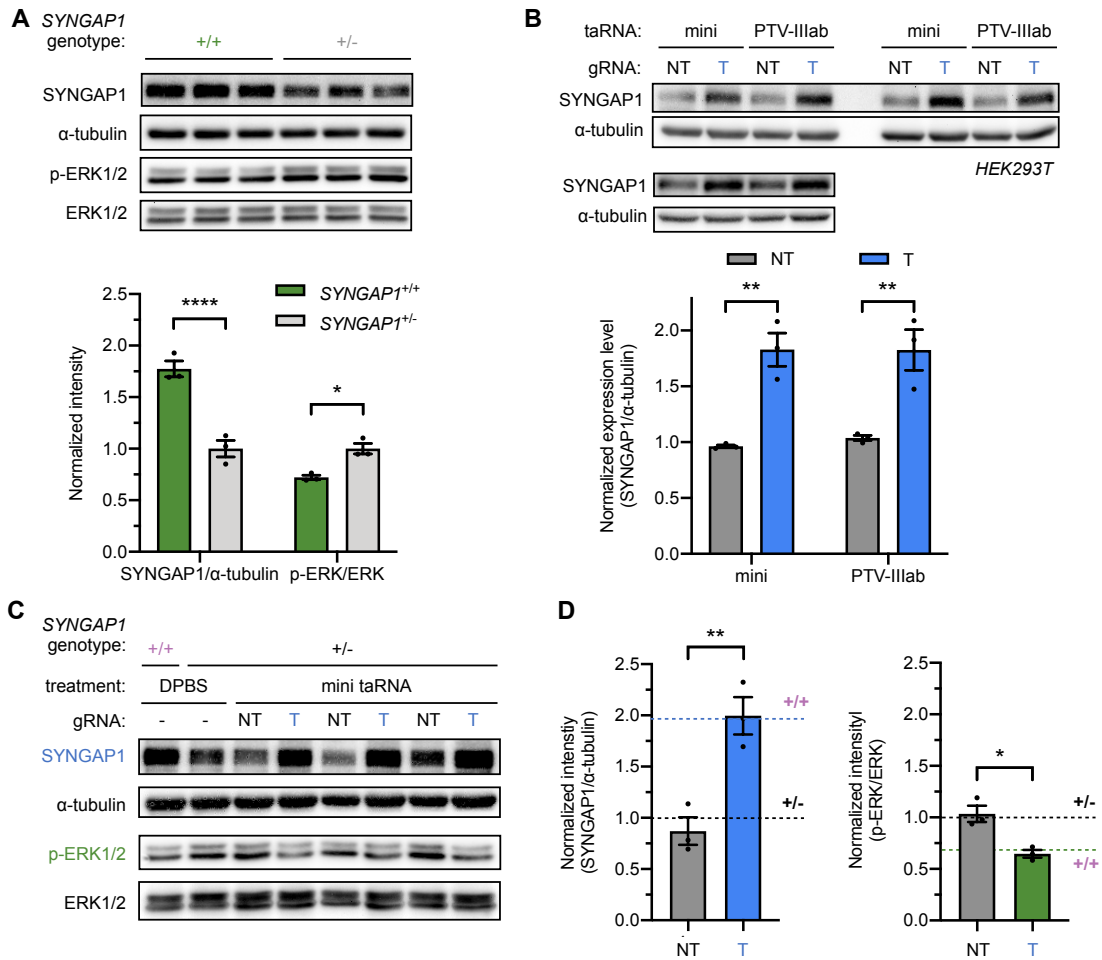 A
SYNGAP1
genotype:
+/+
+/-
SYNGAP1
α-tubulin
p-ERK1/2
ERK1/2
Normalized intensity
2.5
2.0
1.5
1.0
0.5
0.0
****
*
SYNGAP1+/+
SYNGAP1+/-
SYNGAP1/α-tubulin
p-ERK/ERK
B
taRNA:
mini
PTV-IIIab
mini
PTV-IIIab
gRNA:
NT
T
NT
T
NT
T
NT
T
SYNGAP1
α-tubulin
HEK293T
SYNGAP1
α-tubulin
NT
T
Normalized expression level
(SYNGAP1/α-tubulin)
2.0
1.5
1.0
0.5
0.0
**
**
mini
PTV-IIIab
C
SYNGAP1
genotype:
+/+
+/-
treatment:
DPBS
mini taRNA
gRNA:
-
-
NT
T
NT
T
NT
T
SYNGAP1
α-tubulin
p-ERK1/2
ERK1/2
D
Normalized intenstiy
(SYNGAP1/α-tubulin)
2.5
2.0
1.5
1.0
0.5
0.0
**
+/+
+/-
NT
T
Normalized intensityl
(p-ERK/ERK)
2.5
2.0
1.5
1.0
0.5
0.0
*
+/-
+/+
NT
T